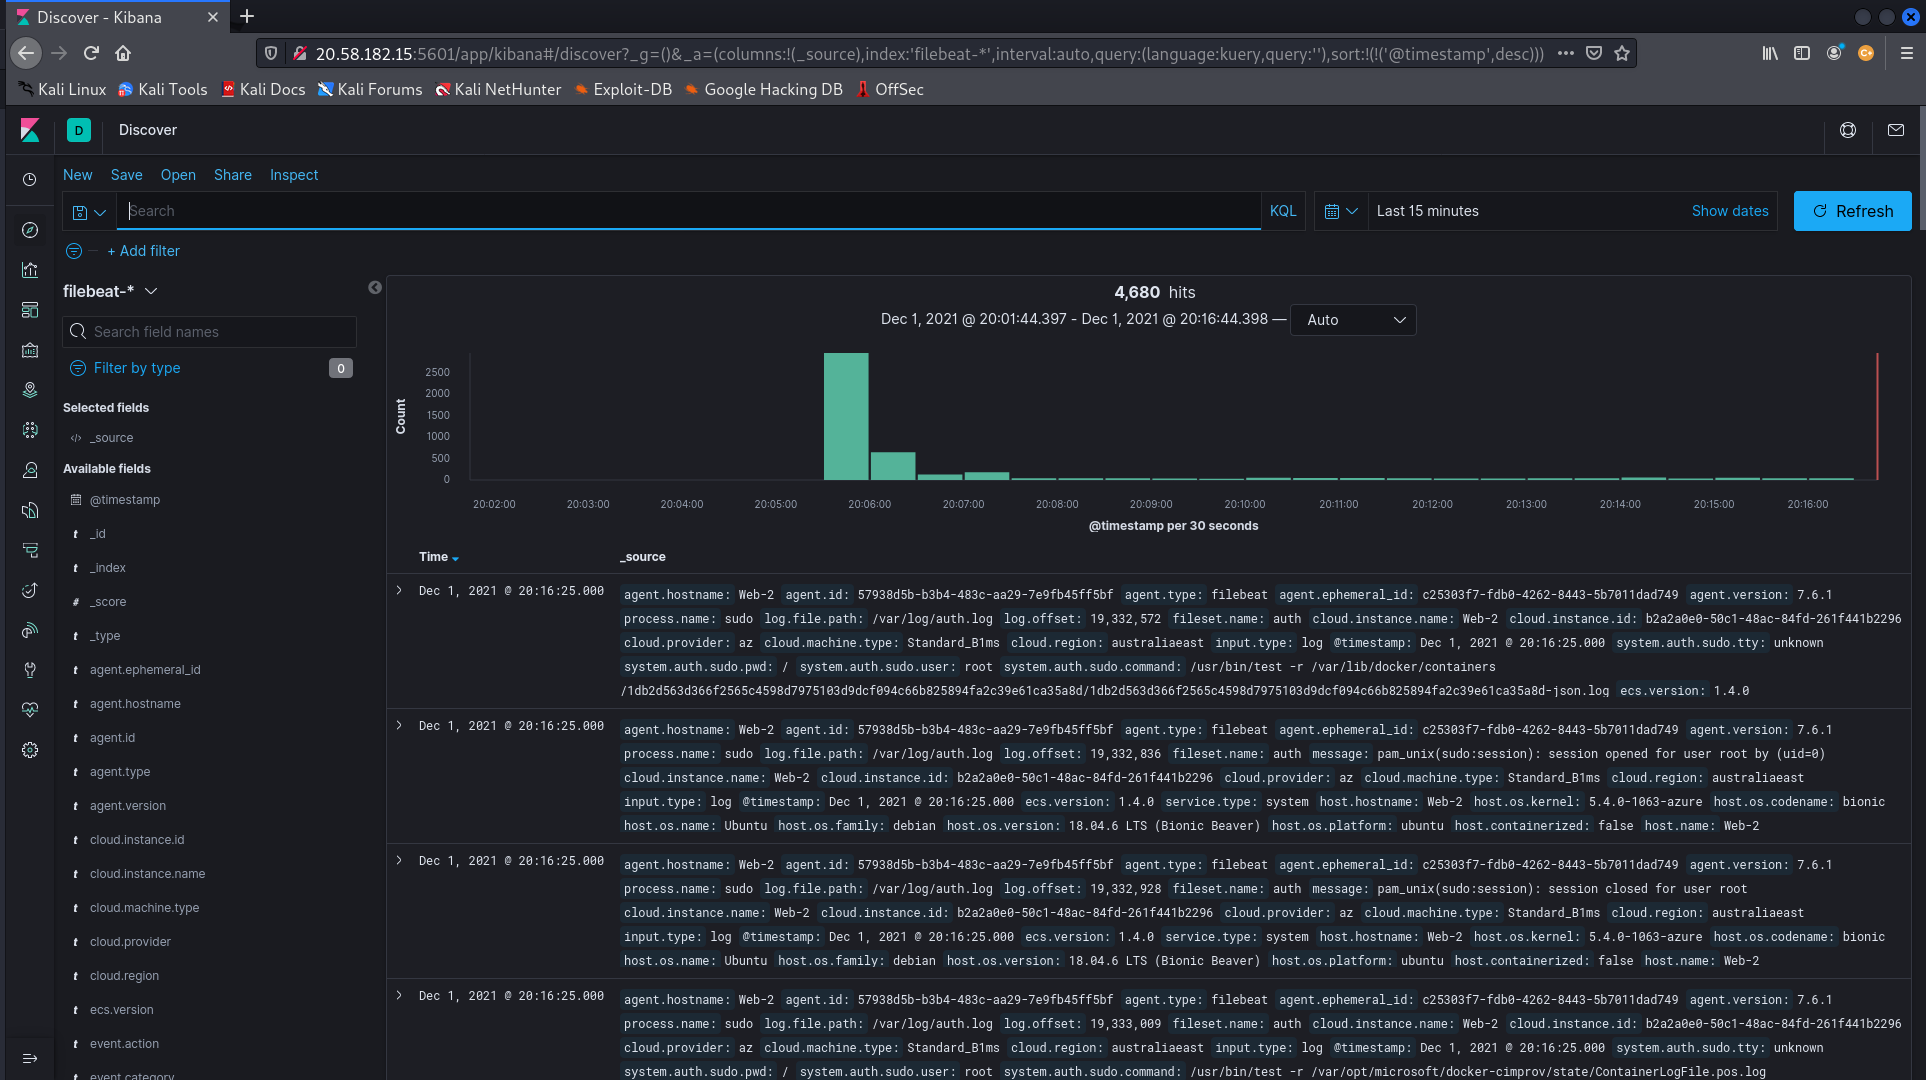 Discover - Kibana
20.58.182.15:5601/app/kibana#/discover?_g=()&_a=(columns:!(_source),index:'filebeat-*',interval:auto,query:(language:kuery,query:''),sort:!(!('@timestamp',desc)))
Kali Linux Kali Tools Kali Docs Kali Forums Kali NetHunter Exploit-DB Google Hacking DB OffSec
D Discover
New Save Open Share Inspect
Search KQL Last 15 minutes Show dates Refresh
+ Add filter
filebeat-*
Search field names
Filter by type 0
Selected fields
_source
Available fields
@timestamp
t _id
t _index
# _score
t _type
t agent.ephemeral_id
t agent.hostname
t agent.id
t agent.type
t agent.version
t cloud.instance.id
t cloud.instance.name
t cloud.machine.type
t cloud.provider
t cloud.region
t ecs.version
t event.action
event.category
4,680 hits
Dec 1, 2021 @ 20:01:44.397 - Dec 1, 2021 @ 20:16:44.398 — Auto
Count
2500
2000
1500
1000
500
0
20:02:00 20:03:00 20:04:00 20:05:00 20:06:00 20:07:00 20:08:00 20:09:00 20:10:00 20:11:00 20:12:00 20:13:00 20:14:00 20:15:00 20:16:00
@timestamp per 30 seconds
Time _source
Dec 1, 2021 @ 20:16:25.000 agent.hostname: Web-2 agent.id: 57938d5b-b3b4-483c-aa29-7e9fb45ff5bf agent.type: filebeat agent.ephemeral_id: c25303f7-fdb0-4262-8443-5b7011dad749 agent.version: 7.6.1
process.name: sudo log.file.path: /var/log/auth.log log.offset: 19,332,572 fileset.name: auth cloud.instance.name: Web-2 cloud.instance.id: b2a2a0e0-50c1-48ac-84fd-261f441b2296
cloud.provider: az cloud.machine.type: Standard_B1ms cloud.region: australiaeast input.type: log @timestamp: Dec 1, 2021 @ 20:16:25.000 system.auth.sudo.tty: unknown
system.auth.sudo.pwd: / system.auth.sudo.user: root system.auth.sudo.command: /usr/bin/test -r /var/lib/docker/containers
/1db2d563d366f2565c4598d7975103d9dcf094c66b825894fa2c39e61ca35a8d/1db2d563d366f2565c4598d7975103d9dcf094c66b825894fa2c39e61ca35a8d-json.log ecs.version: 1.4.0
Dec 1, 2021 @ 20:16:25.000 agent.hostname: Web-2 agent.id: 57938d5b-b3b4-483c-aa29-7e9fb45ff5bf agent.type: filebeat agent.ephemeral_id: c25303f7-fdb0-4262-8443-5b7011dad749 agent.version: 7.6.1
process.name: sudo log.file.path: /var/log/auth.log log.offset: 19,332,836 fileset.name: auth message: pam_unix(sudo:session): session opened for user root by (uid=0)
cloud.instance.name: Web-2 cloud.instance.id: b2a2a0e0-50c1-48ac-84fd-261f441b2296 cloud.provider: az cloud.machine.type: Standard_B1ms cloud.region: australiaeast
input.type: log @timestamp: Dec 1, 2021 @ 20:16:25.000 ecs.version: 1.4.0 service.type: system host.hostname: Web-2 host.os.kernel: 5.4.0-1063-azure host.os.codename: bionic
host.os.name: Ubuntu host.os.family: debian host.os.version: 18.04.6 LTS (Bionic Beaver) host.os.platform: ubuntu host.containerized: false host.name: Web-2
Dec 1, 2021 @ 20:16:25.000 agent.hostname: Web-2 agent.id: 57938d5b-b3b4-483c-aa29-7e9fb45ff5bf agent.type: filebeat agent.ephemeral_id: c25303f7-fdb0-4262-8443-5b7011dad749 agent.version: 7.6.1
process.name: sudo log.file.path: /var/log/auth.log log.offset: 19,332,928 fileset.name: auth message: pam_unix(sudo:session): session closed for user root
cloud.instance.name: Web-2 cloud.instance.id: b2a2a0e0-50c1-48ac-84fd-261f441b2296 cloud.provider: az cloud.machine.type: Standard_B1ms cloud.region: australiaeast
input.type: log @timestamp: Dec 1, 2021 @ 20:16:25.000 ecs.version: 1.4.0 service.type: system host.hostname: Web-2 host.os.kernel: 5.4.0-1063-azure host.os.codename: bionic
host.os.name: Ubuntu host.os.family: debian host.os.version: 18.04.6 LTS (Bionic Beaver) host.os.platform: ubuntu host.containerized: false host.name: Web-2
Dec 1, 2021 @ 20:16:25.000 agent.hostname: Web-2 agent.id: 57938d5b-b3b4-483c-aa29-7e9fb45ff5bf agent.type: filebeat agent.ephemeral_id: c25303f7-fdb0-4262-8443-5b7011dad749 agent.version: 7.6.1
process.name: sudo log.file.path: /var/log/auth.log log.offset: 19,333,009 fileset.name: auth cloud.instance.name: Web-2 cloud.instance.id: b2a2a0e0-50c1-48ac-84fd-261f441b2296
cloud.provider: az cloud.machine.type: Standard_B1ms cloud.region: australiaeast input.type: log @timestamp: Dec 1, 2021 @ 20:16:25.000 system.auth.sudo.tty: unknown
system.auth.sudo.pwd: / system.auth.sudo.user: root system.auth.sudo.command: /usr/bin/test -r /var/opt/microsoft/docker-cimprov/state/ContainerLogFile.pos.log